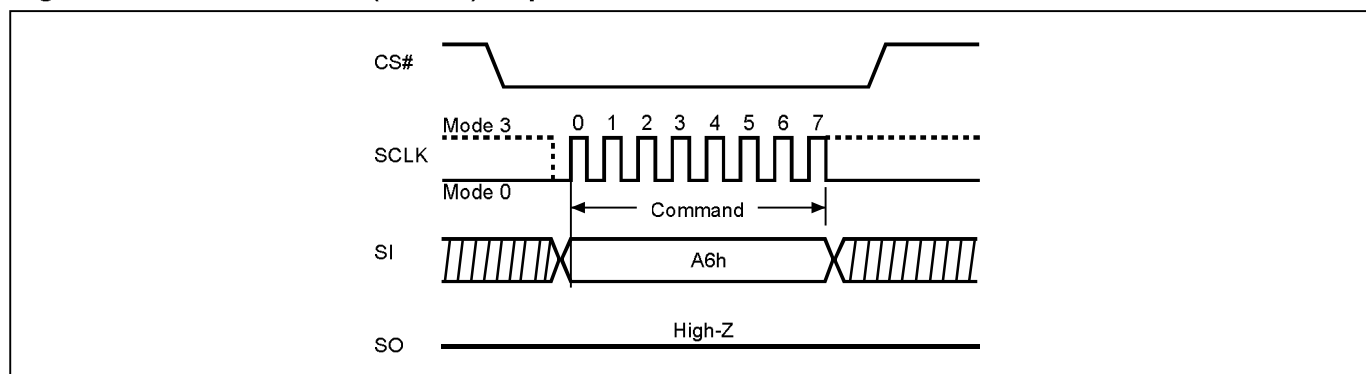 CS#
Mode 3
0 1 2 3 4 5 6 7
SCLK
Mode 0
Command
SI
A6h
High-Z
SO